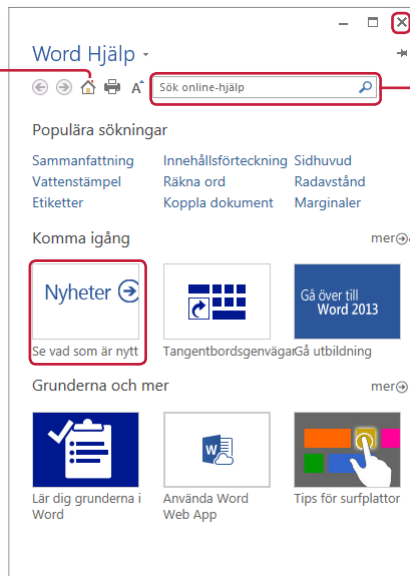 Word Hjälp
A
Sök online-hjälp
Populära sökningar
Sammanfattning Innehållsförteckning Sidhuvud
Vattenstämpel Räkna ord Radavstånd
Etiketter Koppla dokument Marginaler
Komma igång mer
Nyheter
Gå över till
Word 2013
Se vad som är nytt Tangentbordsgenvägar Gå utbildning
Grunderna och mer mer
W
Lär dig grunderna i Använda Word Tips för surfplattor
Word Web App